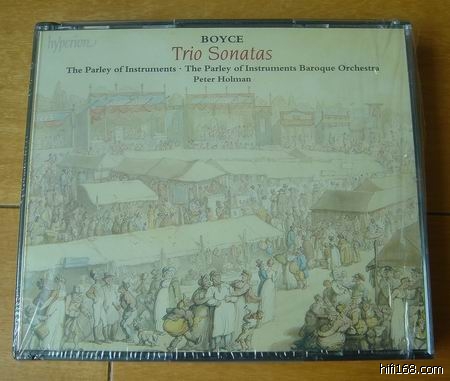 BOYCE
hyperion
Trio Sonatas
The Parley of Instruments · The Parley of Instruments Baroque Orchestra
Peter Holman
hifi168.com